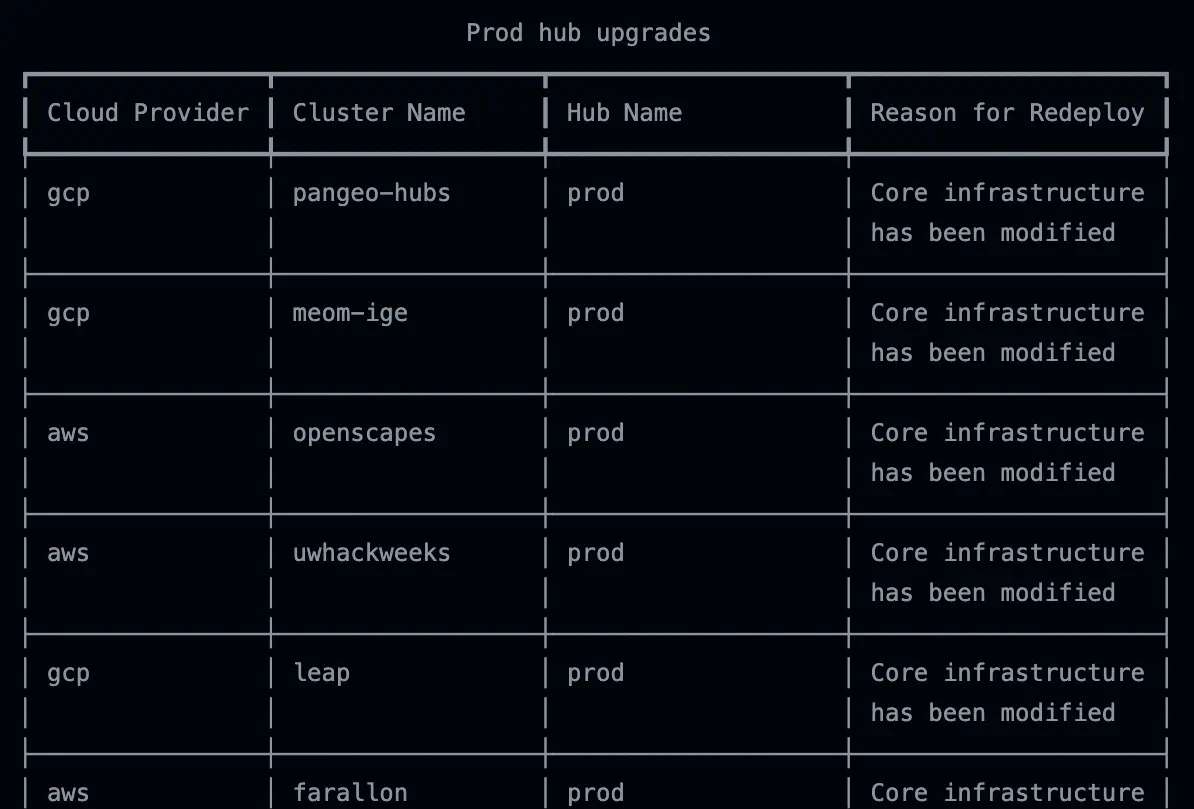 Prod hub upgrades
Cloud Provider Cluster Name Hub Name Reason for Redeploy
gcp pangeo-hubs prod Core infrastructure
has been modified
gcp meom-ige prod Core infrastructure
has been modified
aws openscapes prod Core infrastructure
has been modified
aws uwhackweeks prod Core infrastructure
has been modified
gcp leap prod Core infrastructure
has been modified
aws farallon prod Core infrastructure